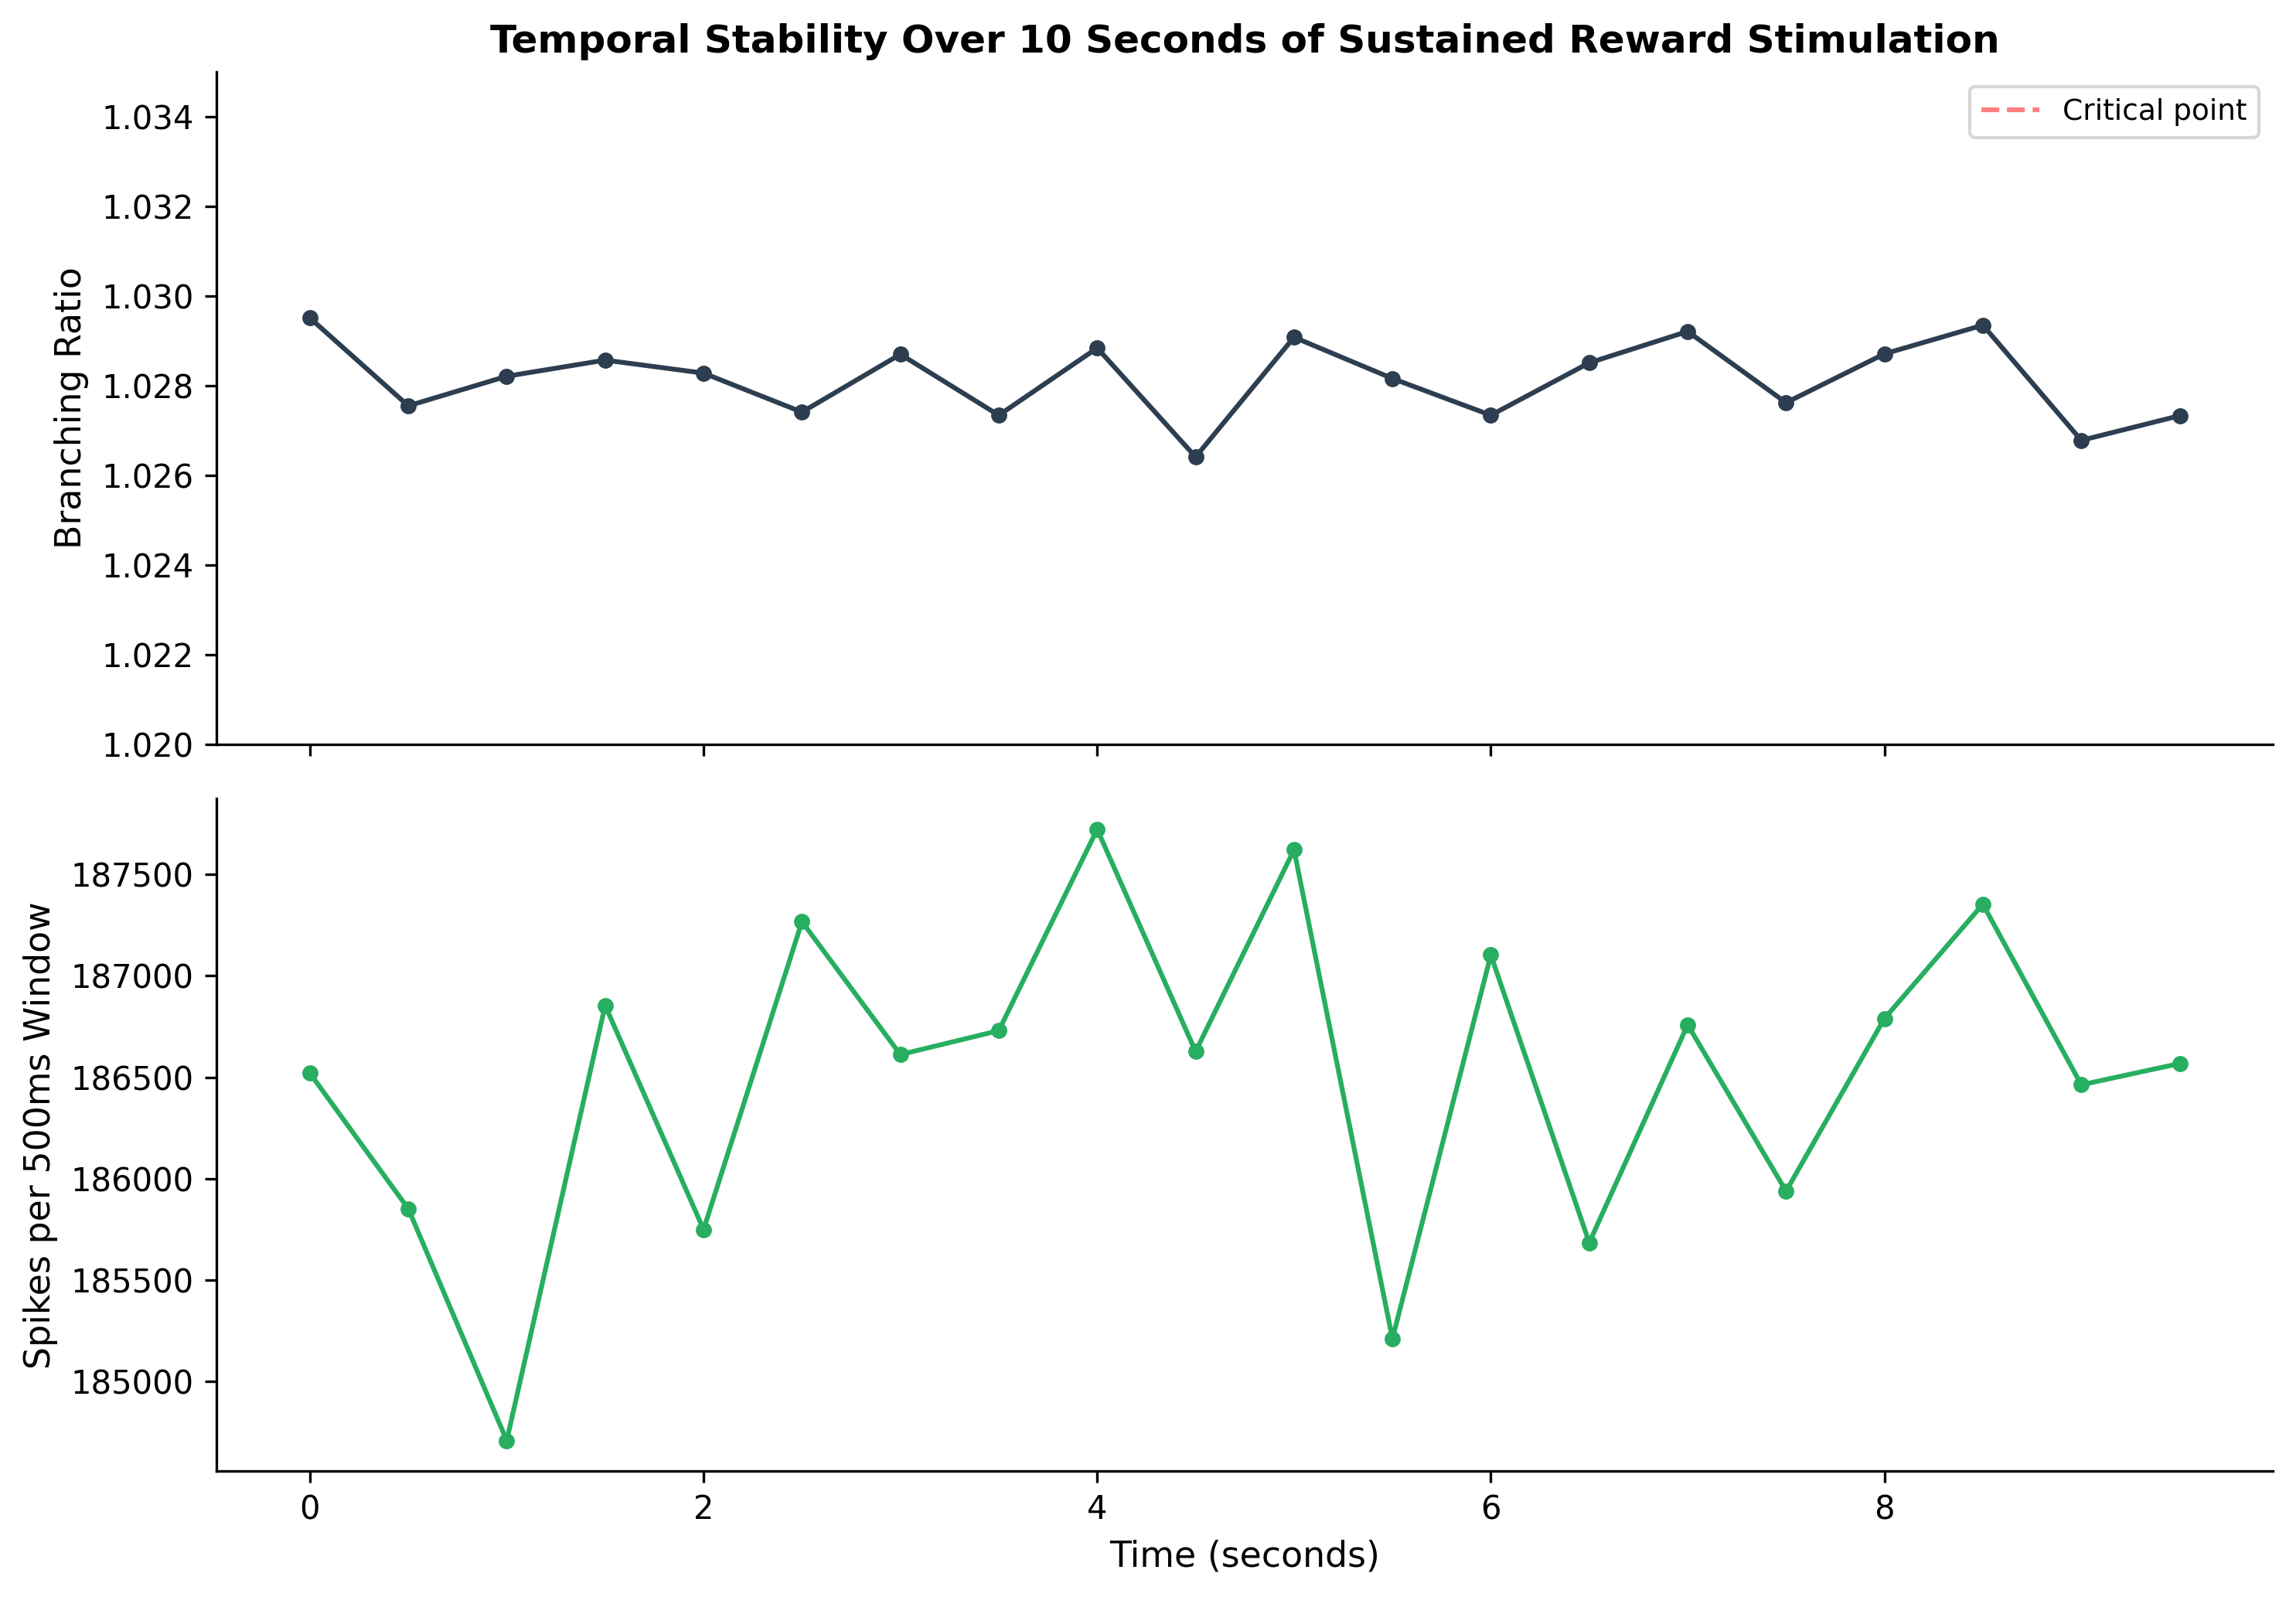 Temporal Stability Over 10 Seconds of Sustained Reward Stimulation
Critical point
Branching Ratio
1.034
1.032
1.030
1.028
1.026
1.024
1.022
1.020
Spikes per 500ms Window
187500
187000
186500
186000
185500
185000
0 2 4 6 8
Time (seconds)